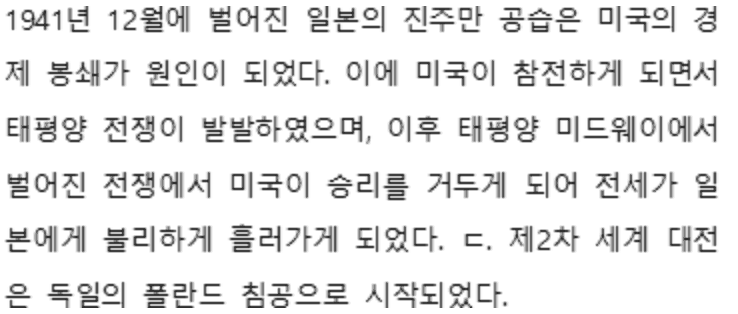 1941년 12월에 벌어진 일본의 진주만 공습은 미국의 경
제 봉쇄가 원인이 되었다. 이에 미국이 참전하게 되면서
태평양 전쟁이 발발하였으며, 이후 태평양 미드웨이에서
벌어진 전쟁에서 미국이 승리를 거두게 되어 전세가 일
본에게 불리하게 흘러가게 되었다. ㄷ. 제2차 세계 대전
은 독일의 폴란드 침공으로 시작되었다.